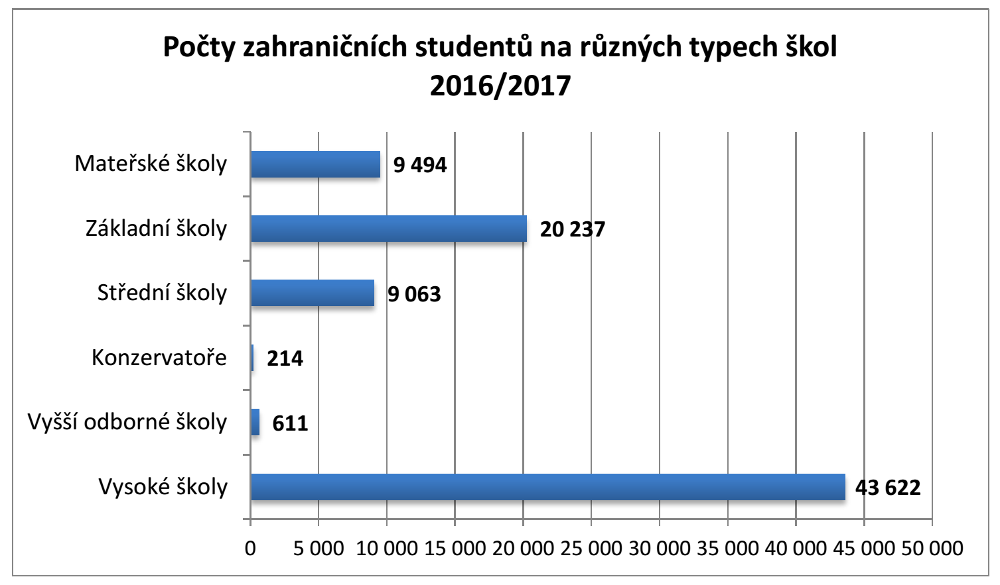 Počty zahraničních studentů na různých typech škol
2016/2017
Mateřské školy
9 494
Základní školy
20 237
Střední školy
9 063
Konzervatoře
214
Vyšší odborné školy
611
Vysoké školy
43 622
0 5 000 10 000 15 000 20 000 25 000 30 000 35 000 40 000 45 000 50 000